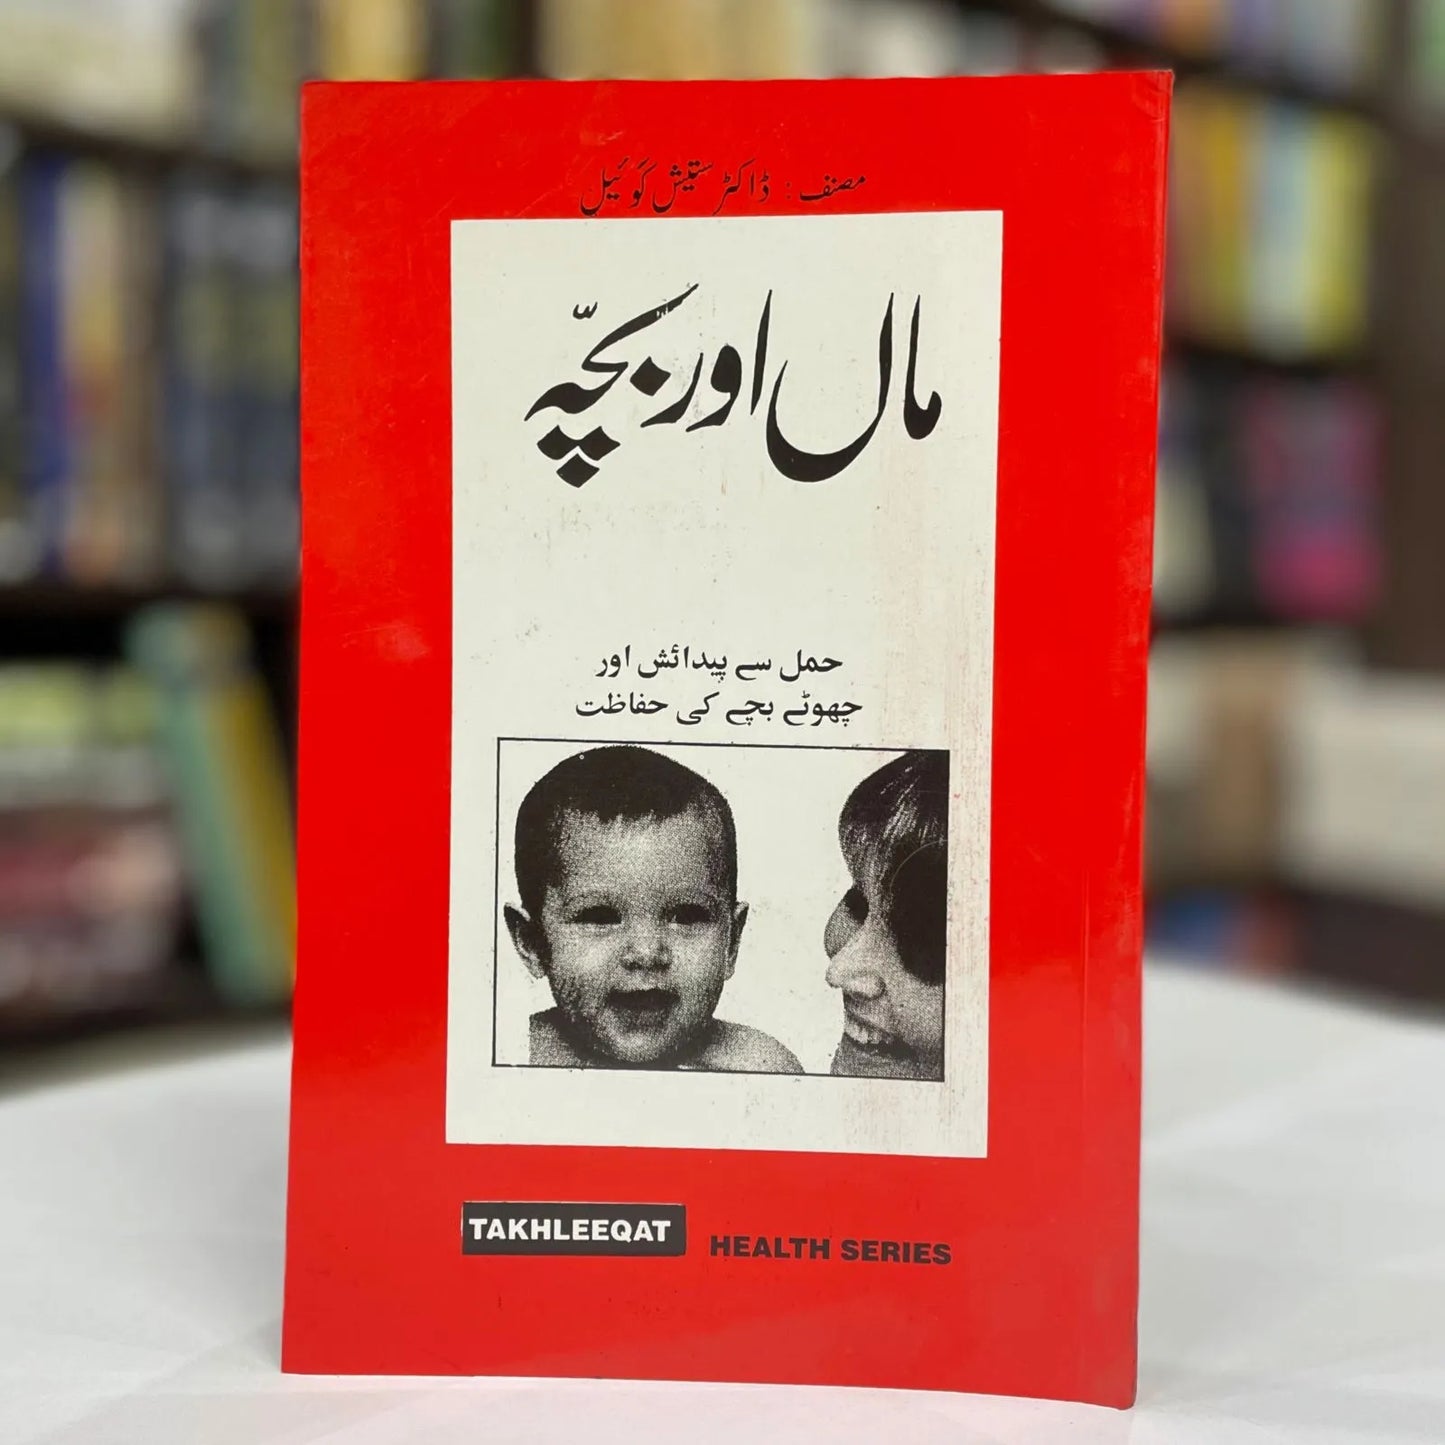 مصنف : ڈاکٹر ستیش گوئیل
ماں اور بچّہ
حمل سے پیدائش اور
چھوٹے بچے کی حفاظت
TAKHLEEQAT HEALTH SERIES